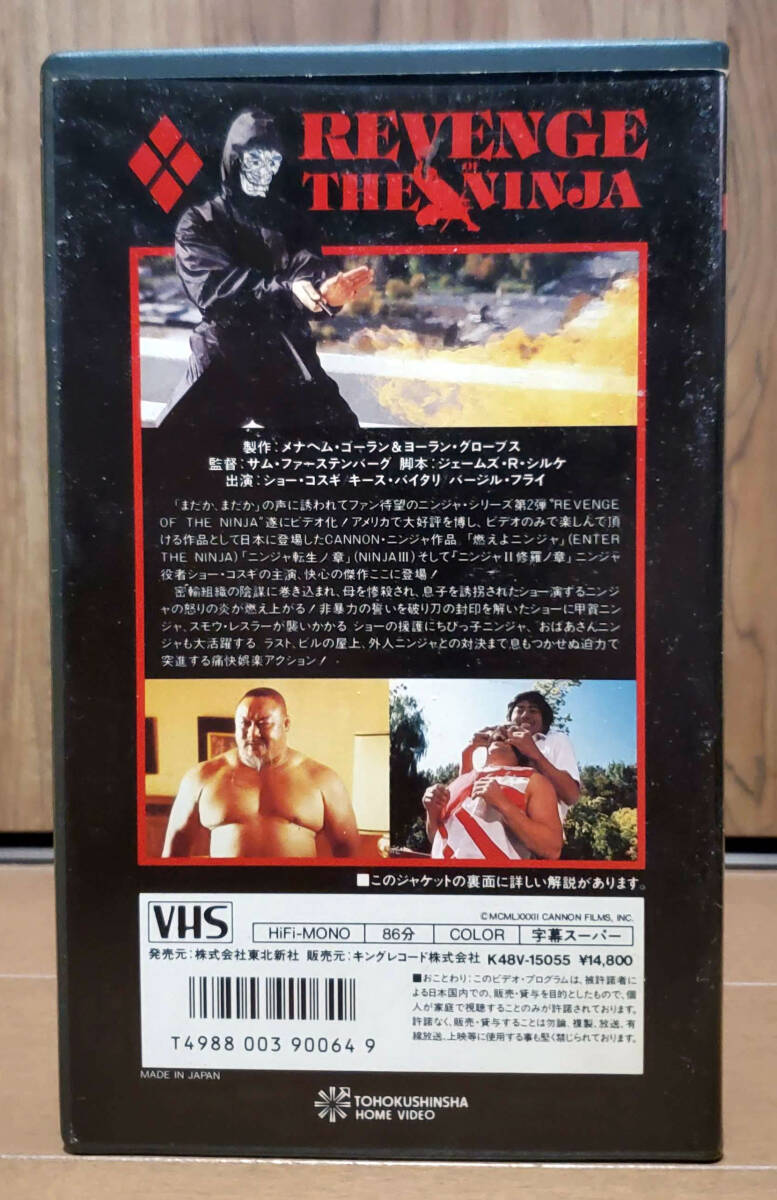 REVENGE
OF
THE NINJA
製作：メナヘム・ゴーラン＆ヨーラン・グローブス
監督：サム・ファーステンバーグ 脚本：ジェームズ・R・シルケ
出演：ショー・コスギ キース・バイタリ バージル・フライ
「まだか、まだか」の声に誘われてファン待望のニンジャ・シリーズ第2弾“REVENGE
OF THE NINJA”遂にビデオ化！アメリカで大好評を博し、ビデオのみで楽しんで頂
ける作品として日本に登場したCANNON・ニンジャ作品。「燃えよニンジャ」(ENTER
THE NINJA)「ニンジャ転生ノ章」(NINJAⅢ)そして「ニンジャⅡ修羅ノ章」ニンジャ
役者ショー・コスギの主演、快心の傑作ここに登場！
密輸組織の陰謀に巻き込まれ、母を惨殺され、息子を誘拐されたショー演ずるニンジ
ャの怒りの炎が燃え上がる！非暴力の誓いを破り刀の封印を解いたショーに甲賀ニン
ジャ、スモウ・レスラーが襲いかかる ショーの援護にちびっ子ニンジャ、おばあさんニン
ジャも大活躍する ラスト、ビルの屋上、外人ニンジャとの対決まで息もつかせぬ迫力で
突進する痛快娯楽アクション！
■このジャケットの裏面に詳しい解説があります。
©MCMLXXXII CANNON FILMS, INC.
VHS
HiFi-MONO 86分 COLOR 字幕スーパー
発売元：株式会社東北新社 販売元：キングレコード株式会社 K48V-15055 ¥14,800
■おことわり：このビデオ・プログラムは、被許諾者によ
る日本国内での、販売・貸与を目的としたもので、個
人が家庭で視聴することのみが許諾されております。
許諾なく、販売・貸与することは勿論、複製、放送、有
線放送、上映等に使用する事も堅く禁じられております。
T4988 003 90064 9
MADE IN JAPAN
TOHOKUSHINSHA
HOME VIDEO